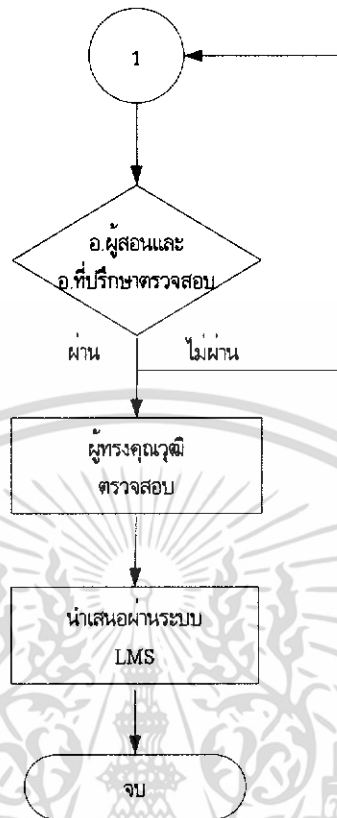 1
อ.ผู้สอนและ
อ.ที่ปรึกษาตรวจสอบ
ผ่าน ไม่ผ่าน
ผู้ทรงคุณวุฒิ
ตรวจสอบ
นำเสนอผ่านระบบ
LMS
จบ